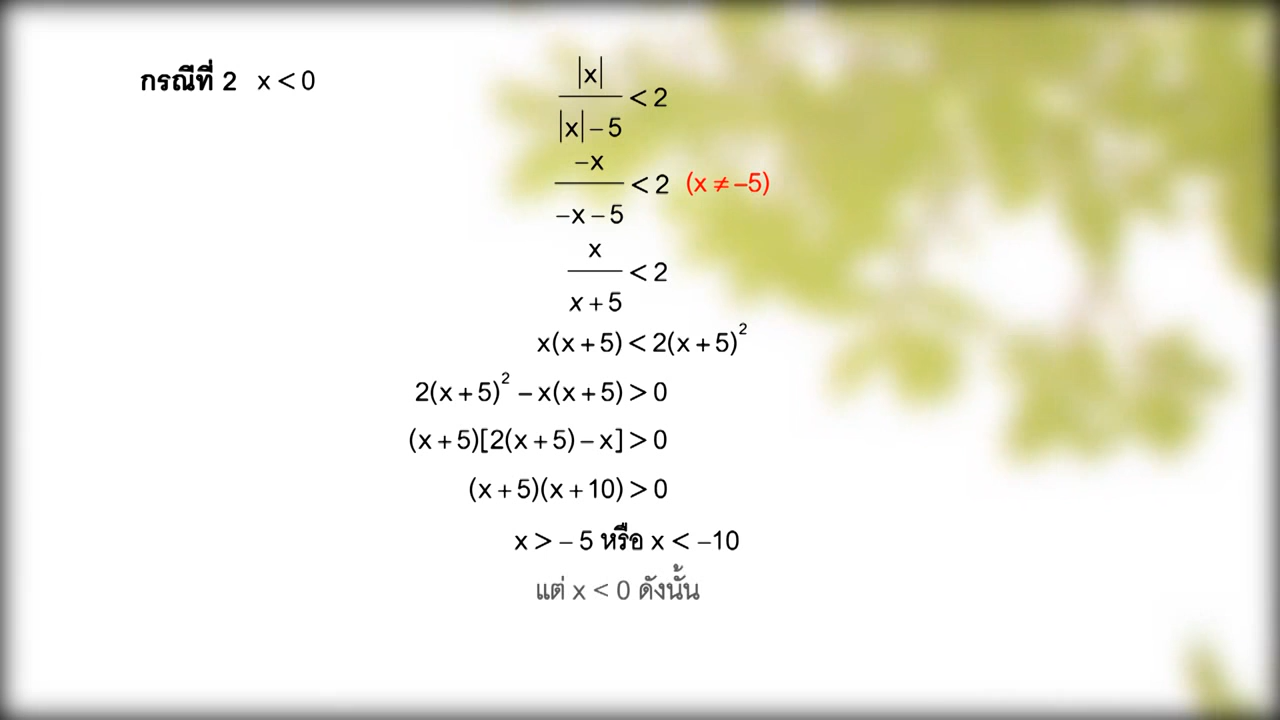 กรณีที่ 2 x < 0
|x| / |x| – 5 < 2
–x / –x – 5 < 2 (x ≠ –5)
x / x + 5 < 2
x(x + 5) < 2(x + 5)²
2(x + 5)² – x(x + 5) > 0
(x + 5)[2(x + 5) – x] > 0
(x + 5)(x + 10) > 0
x > – 5 หรือ x < –10
แต่ x < 0 ดังนั้น